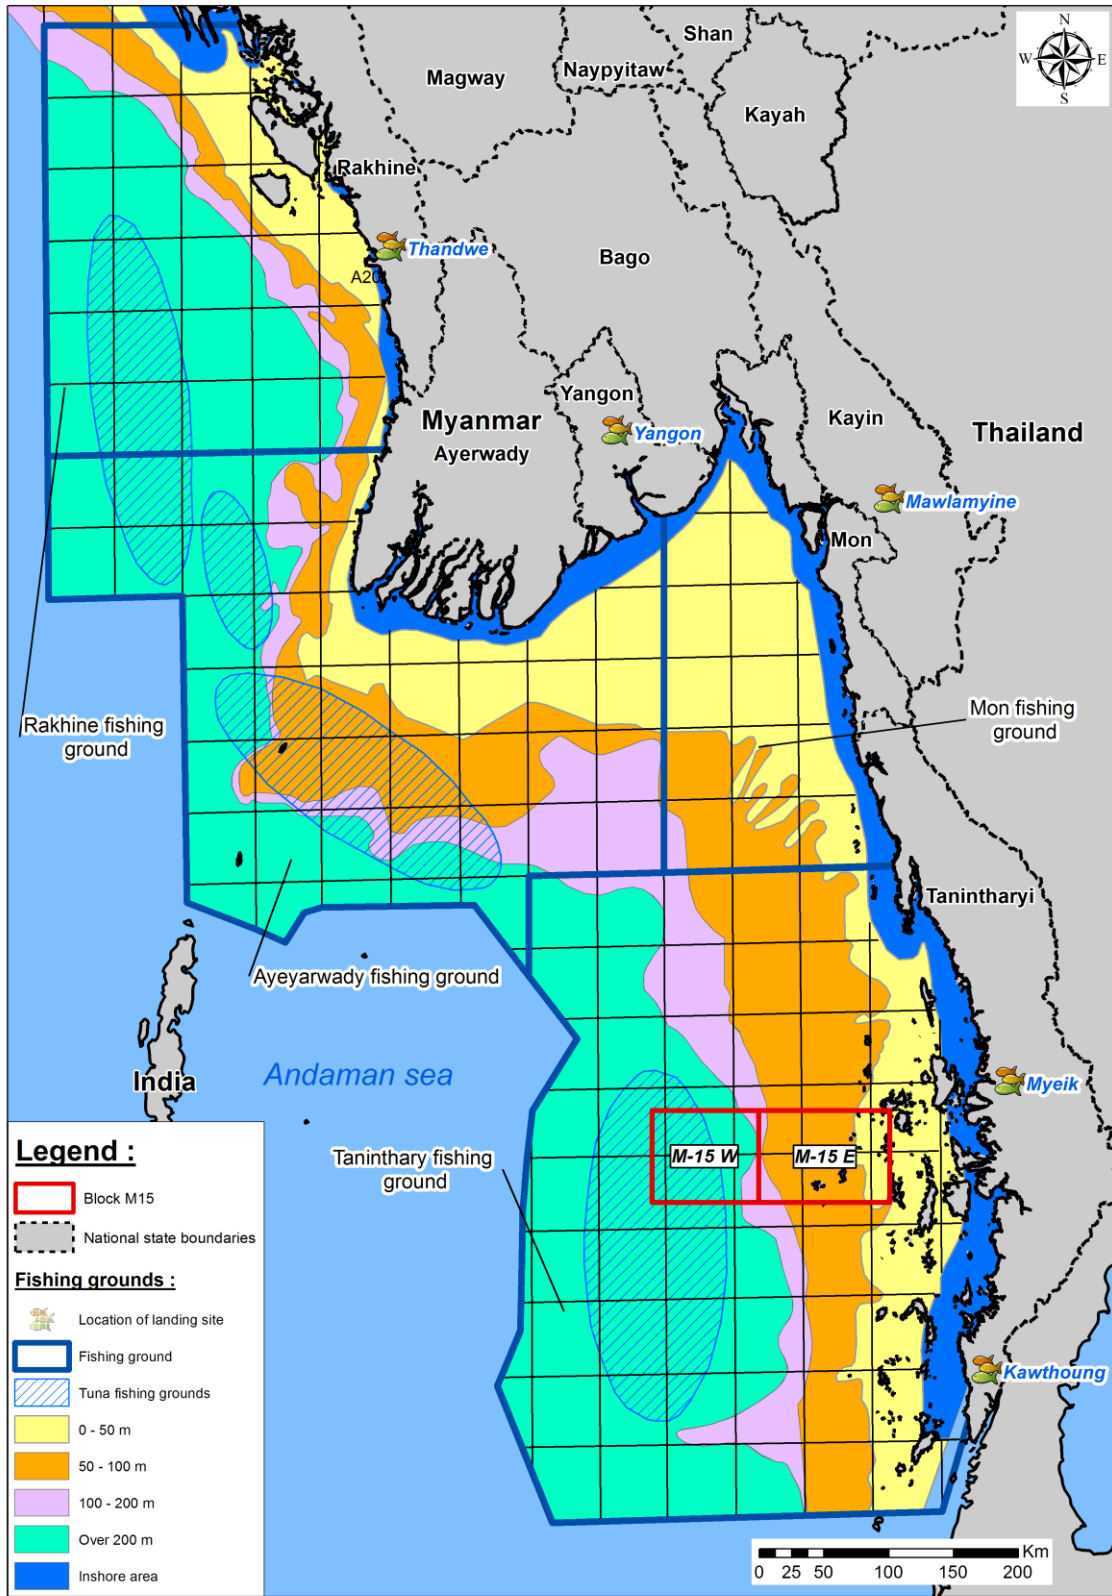 N
W
E
S
Shan
Naypyitaw
Magway
Kayah
Rakhine
Thandwe
Bago
A20
Yangon
Yangon
Myanmar
Ayerwady
Kayin
Thailand
Mawlamyine
Mon
Rakhine fishing
ground
Mon fishing
ground
Tanintharyi
Ayeyarwady fishing ground
India
Andaman sea
Myeik
Taninthary fishing
ground
M-15 W
M-15 E
Kawthoung
Legend :
Block M15
National state boundaries
Fishing grounds :
Location of landing site
Fishing ground
Tuna fishing grounds
0 - 50 m
50 - 100 m
100 - 200 m
Over 200 m
Inshore area
Km
0 25 50 100 150 200